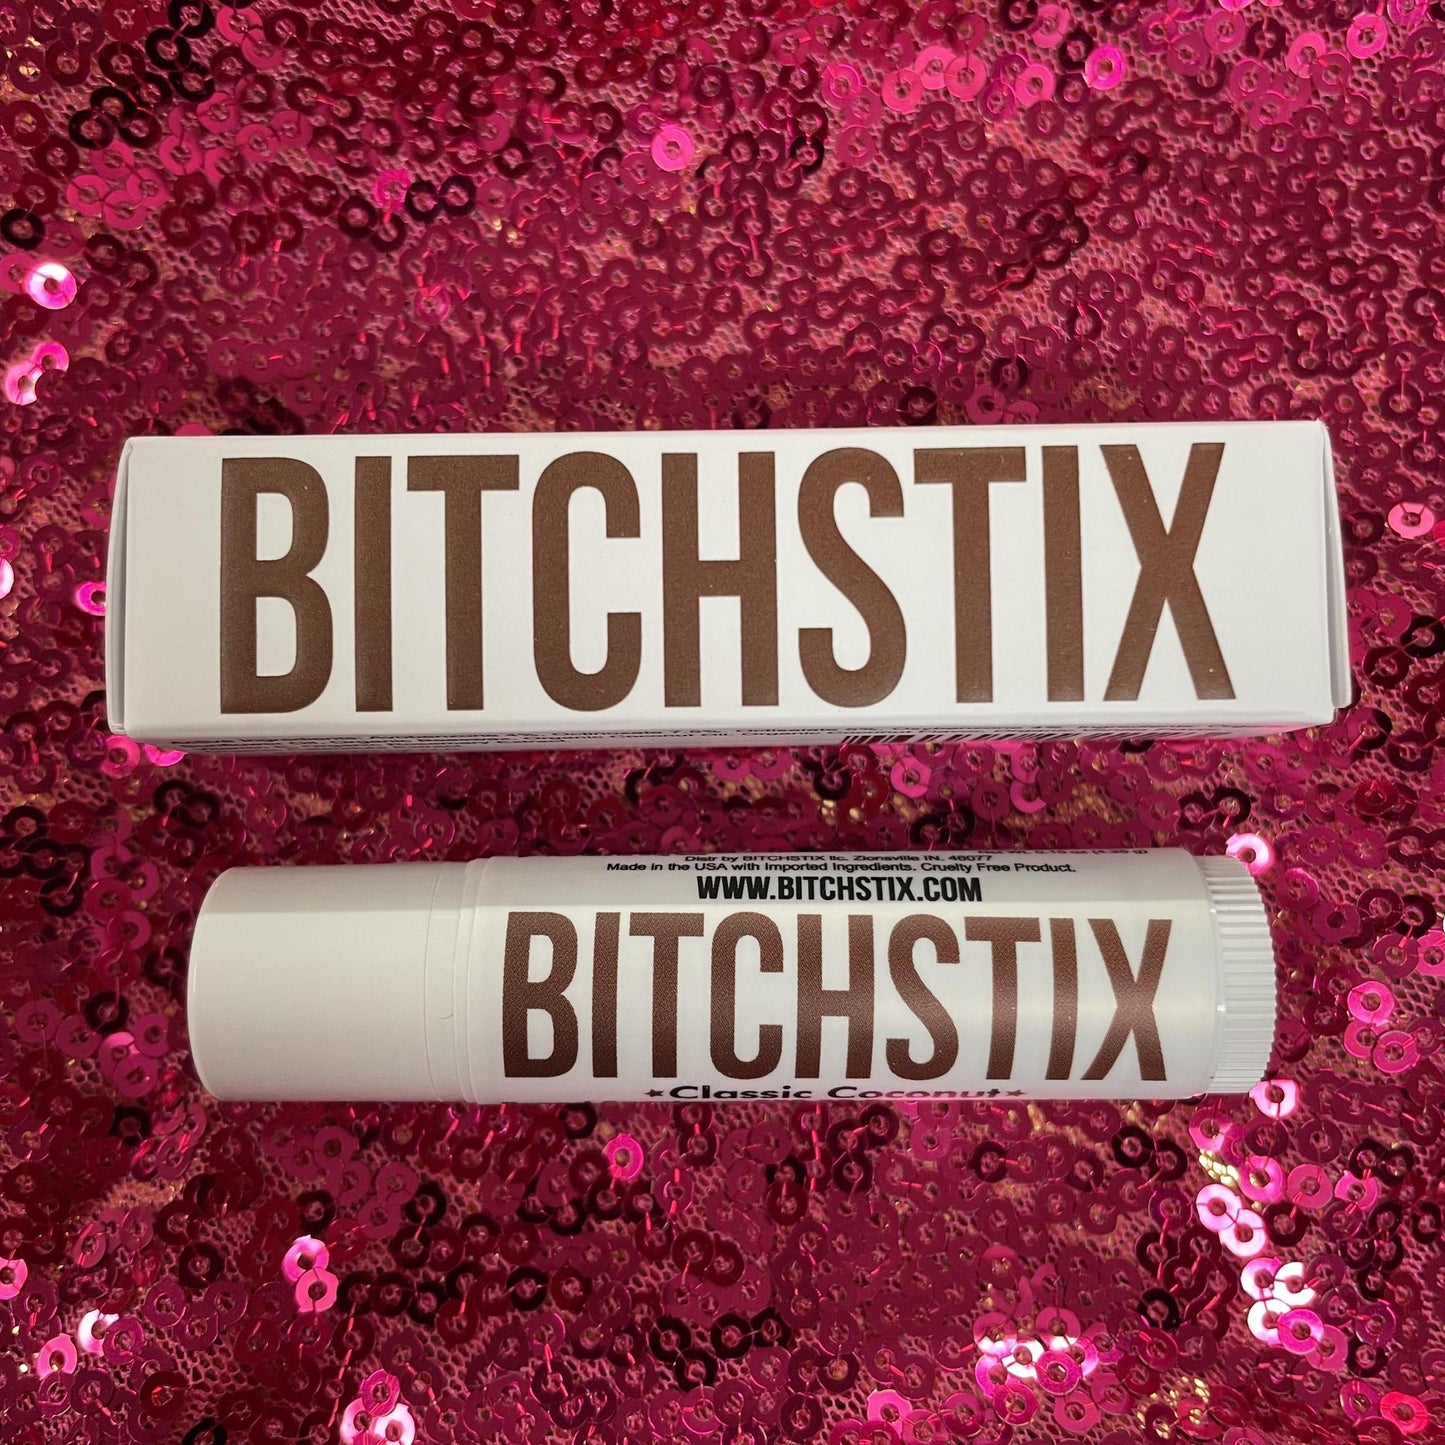 BITCHSTIX
Distr by BITCHSTIX llc. Zionsville IN. 46077
Made in the USA with Imported Ingredients. Cruelty Free Product.
WWW.BITCHSTIX.COM
BITCHSTIX
★Classic Coconut★